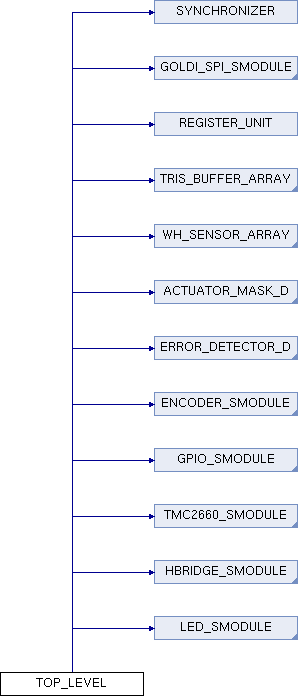 SYNCHRONIZER
GOLDI_SPI_SMODULE
REGISTER_UNIT
TRIS_BUFFER_ARRAY
WH_SENSOR_ARRAY
ACTUATOR_MASK_D
ERROR_DETECTOR_D
ENCODER_SMODULE
GPIO_SMODULE
TMC2660_SMODULE
HBRIDGE_SMODULE
LED_SMODULE
TOP_LEVEL